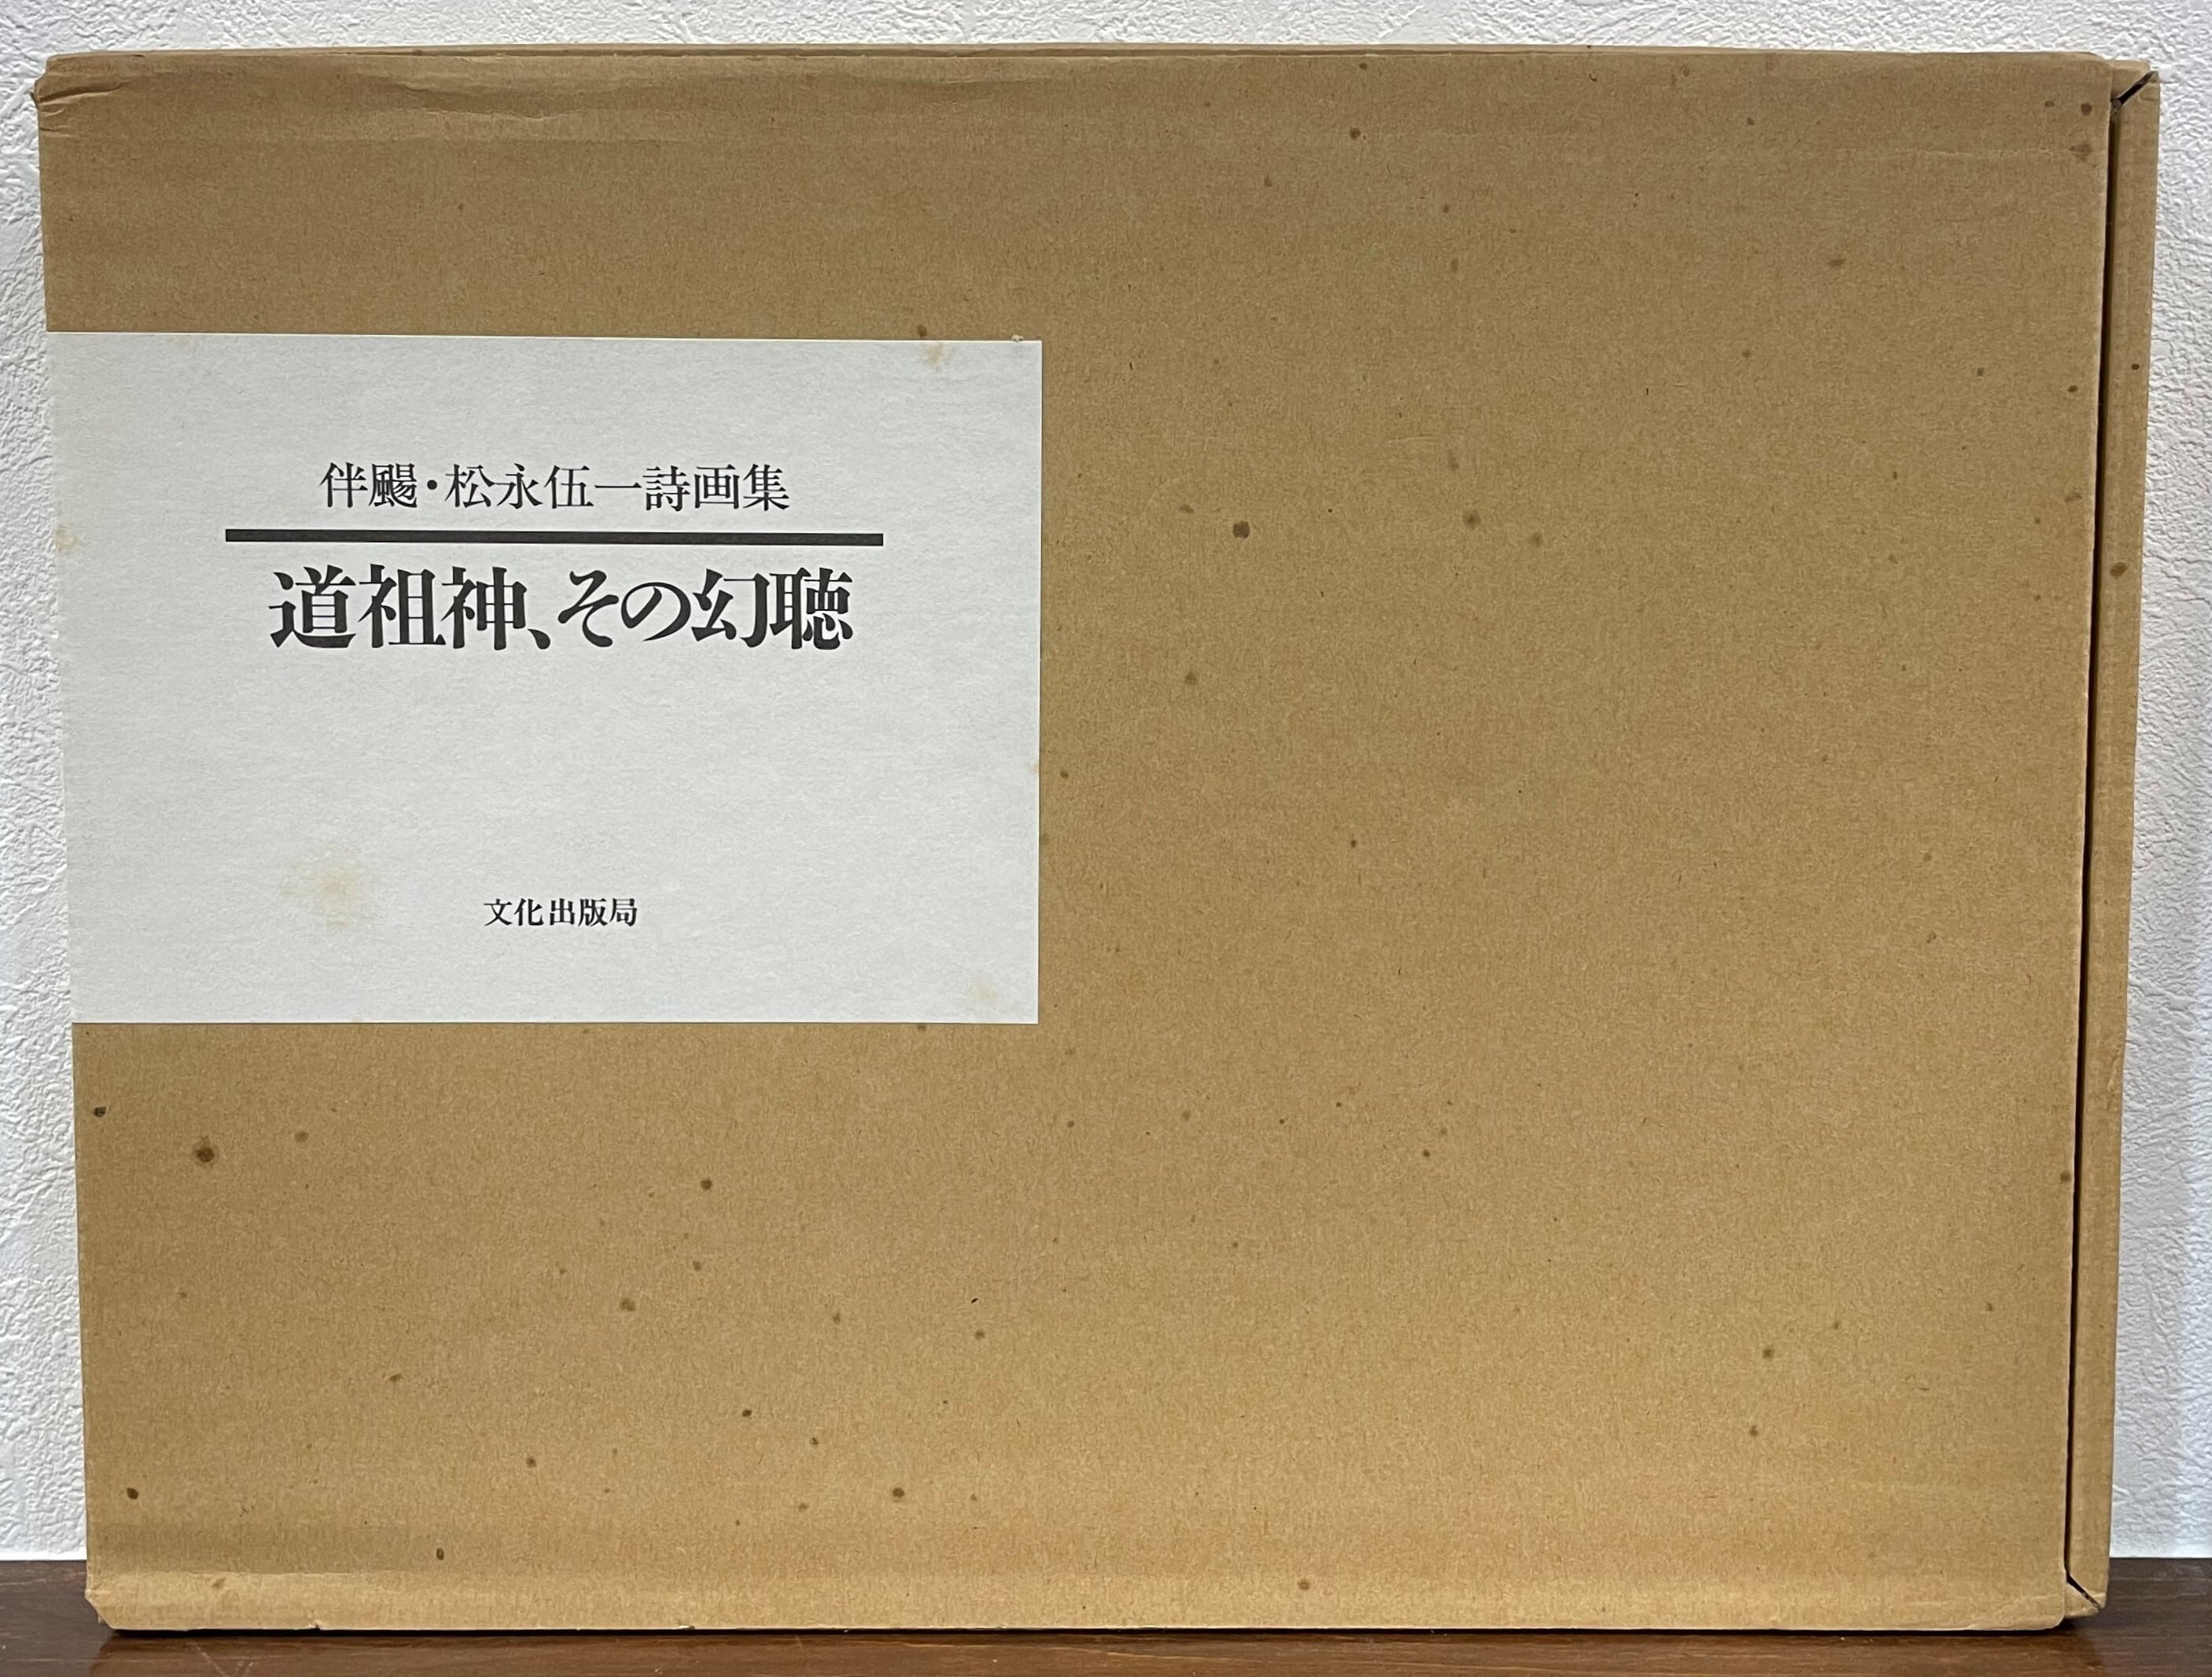 伴颺・松永伍一詩画集
道祖神、その幻聴
文化出版局